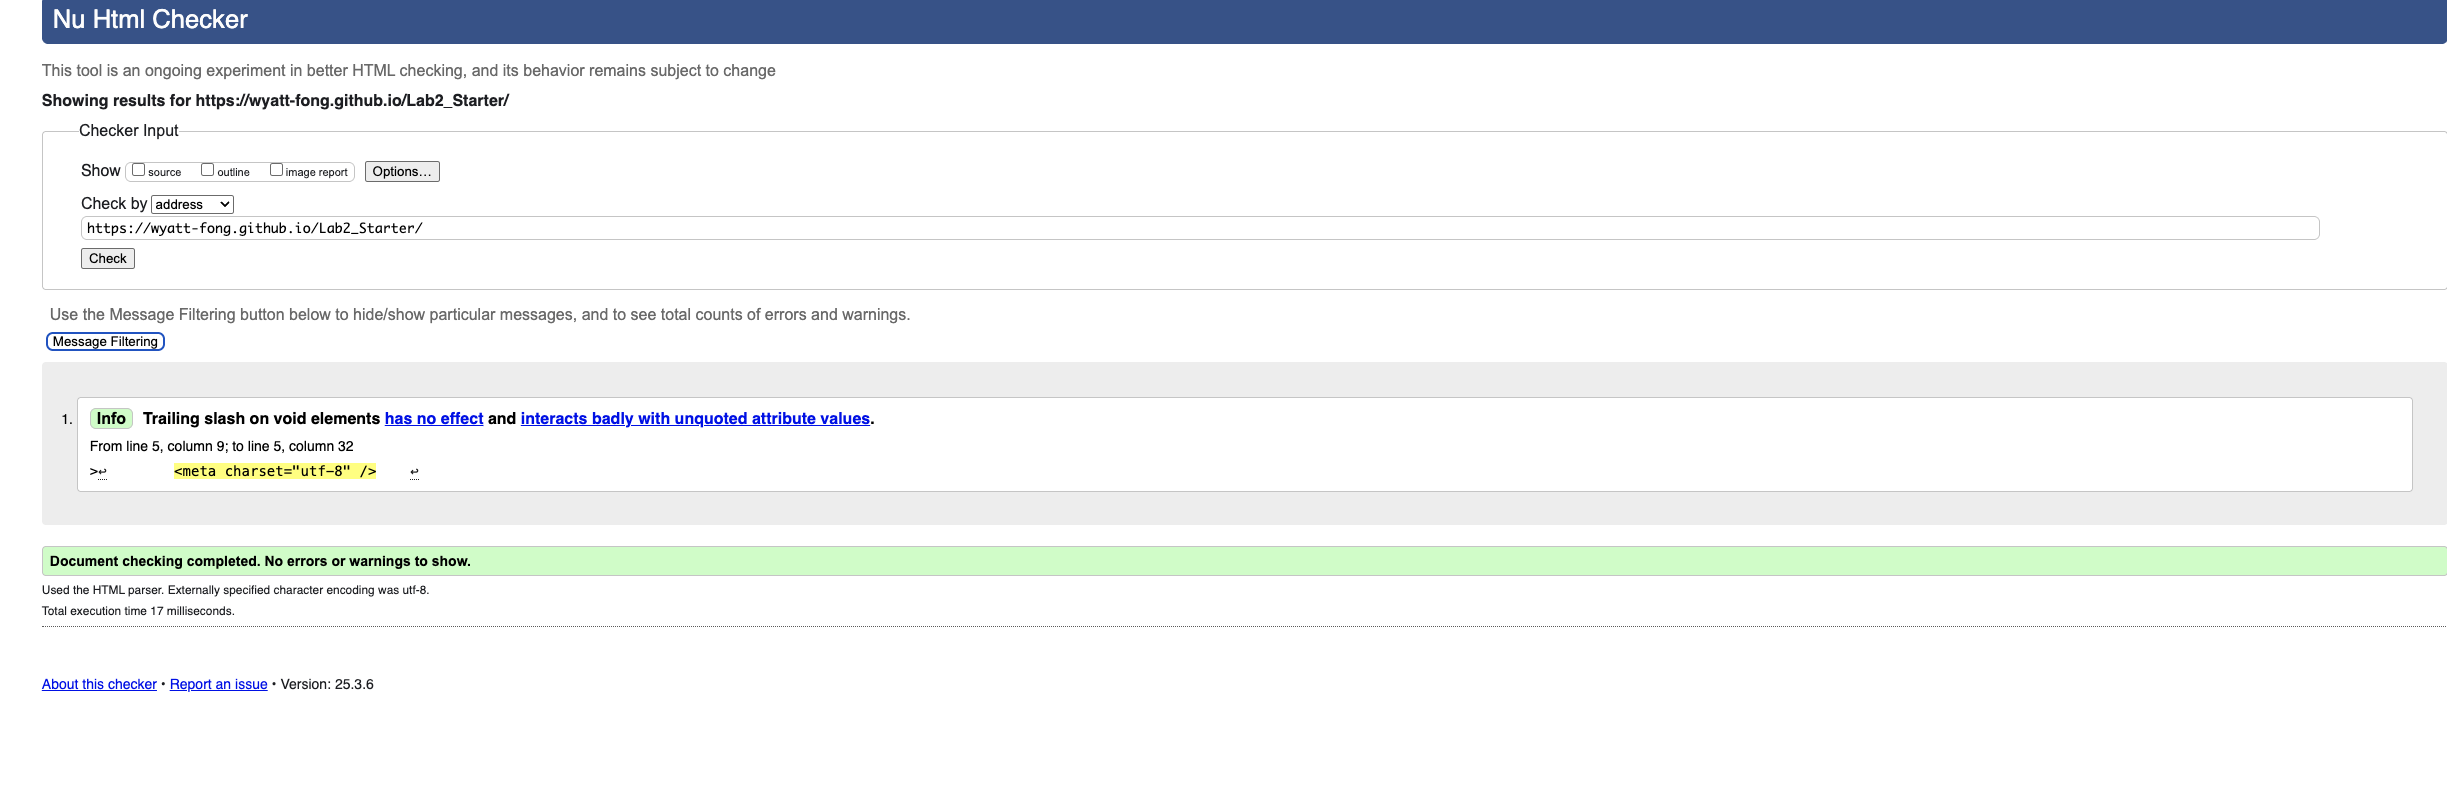 Nu Html Checker
This tool is an ongoing experiment in better HTML checking, and its behavior remains subject to change
Showing results for https://wyatt-fong.github.io/Lab2_Starter/
Checker Input
Show source outline image report Options...
Check by address
https://wyatt-fong.github.io/Lab2_Starter/
Check
Use the Message Filtering button below to hide/show particular messages, and to see total counts of errors and warnings.
Message Filtering
1. Info Trailing slash on void elements has no effect and interacts badly with unquoted attribute values.
From line 5, column 9; to line 5, column 32
>↩ <meta charset="utf-8" /> ↩
Document checking completed. No errors or warnings to show.
Used the HTML parser. Externally specified character encoding was utf-8.
Total execution time 17 milliseconds.
About this checker • Report an issue • Version: 25.3.6